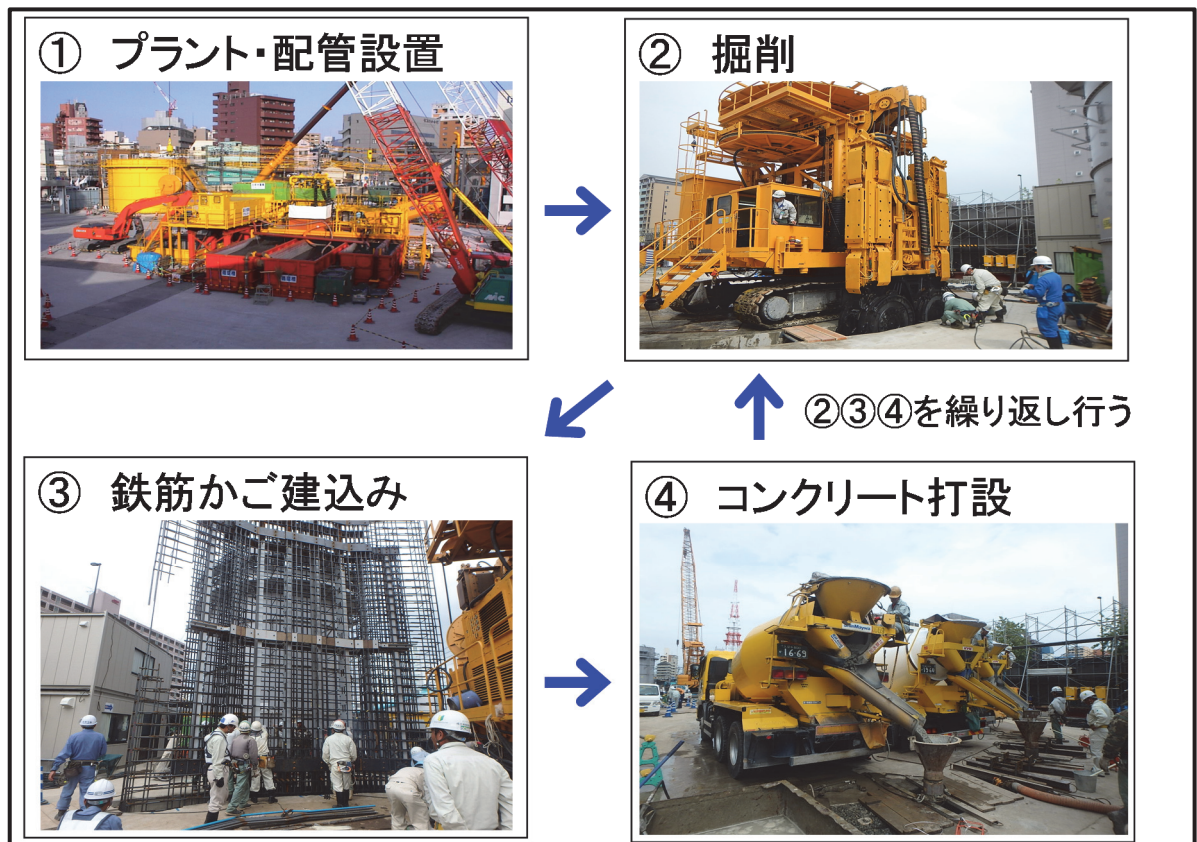 ① プラント・配管設置
② 掘削
②③④を繰り返し行う
③ 鉄筋かご建込み
④ コンクリート打設
16-69